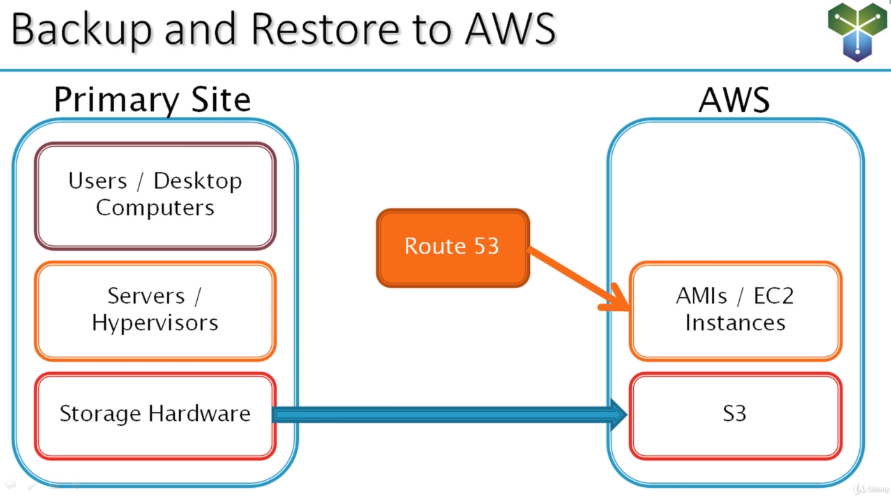 Backup and Restore to AWS
Primary Site
AWS
Users / Desktop
Computers
Route 53
Servers /
Hypervisors
AMIs / EC2
Instances
Storage Hardware
S3
Udemy